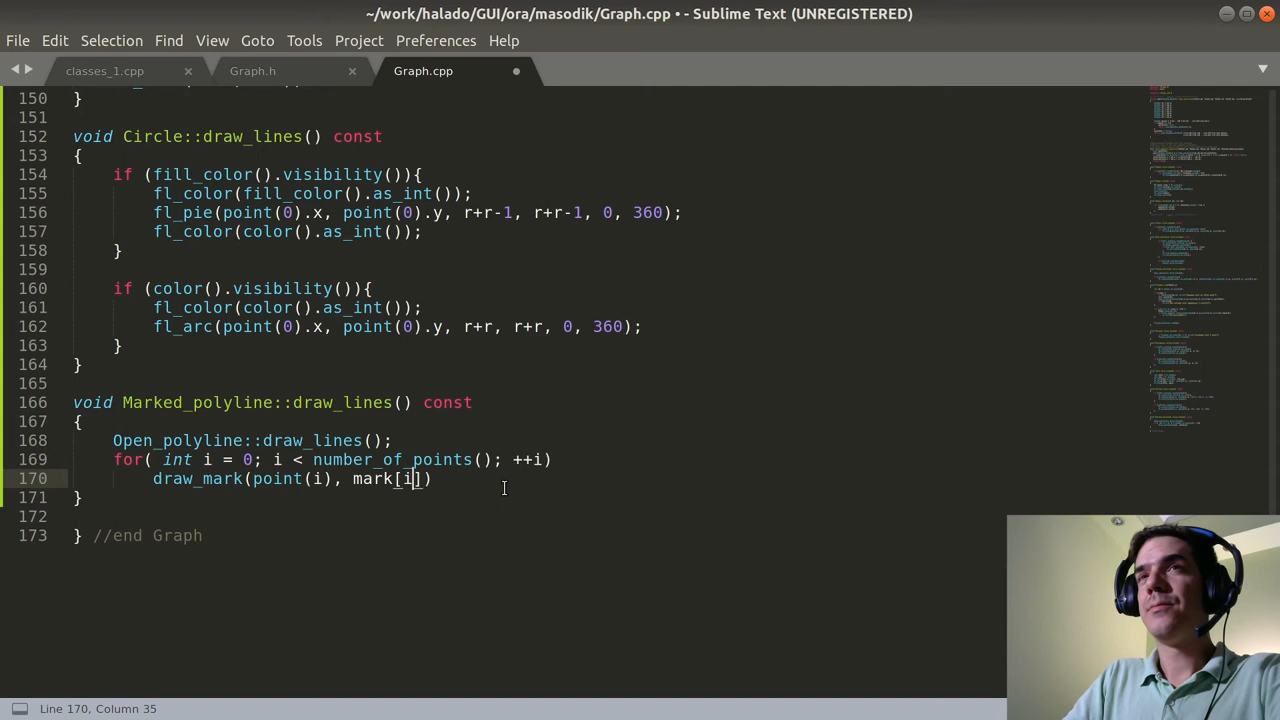 ~/work/halado/GUI/ora/masodik/Graph.cpp • - Sublime Text (UNREGISTERED)
File Edit Selection Find View Goto Tools Project Preferences Help
classes_1.cpp Graph.h Graph.cpp
150 }
151
152 void Circle::draw_lines() const
153 {
154 if (fill_color().visibility()){
155 fl_color(fill_color().as_int());
156 fl_pie(point(0).x, point(0).y, r+r-1, r+r-1, 0, 360);
157 fl_color(color().as_int());
158 }
159
160 if (color().visibility()){
161 fl_color(color().as_int());
162 fl_arc(point(0).x, point(0).y, r+r, r+r, 0, 360);
163 }
164 }
165
166 void Marked_polyline::draw_lines() const
167 {
168 Open_polyline::draw_lines();
169 for( int i = 0; i < number_of_points(); ++i)
170 draw_mark(point(i), mark[i])
171 }
172
173 } //end Graph
Line 170, Column 35